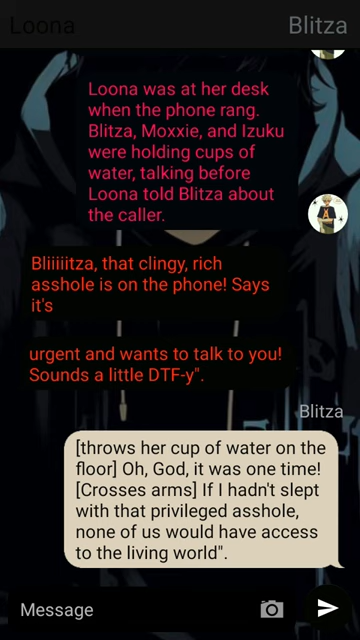 Loona
Blitza
Loona was at her desk
when the phone rang.
Blitza, Moxxie, and Izuku
were holding cups of
water, talking before
Loona told Blitza about
the caller.
Bliiiiitza, that clingy, rich
asshole is on the phone! Says
it's
urgent and wants to talk to you!
Sounds a little DTF-y".
Blitza
[throws her cup of water on the
floor] Oh, God, it was one time!
[Crosses arms] If I hadn't slept
with that privileged asshole,
none of us would have access
to the living world".
Message